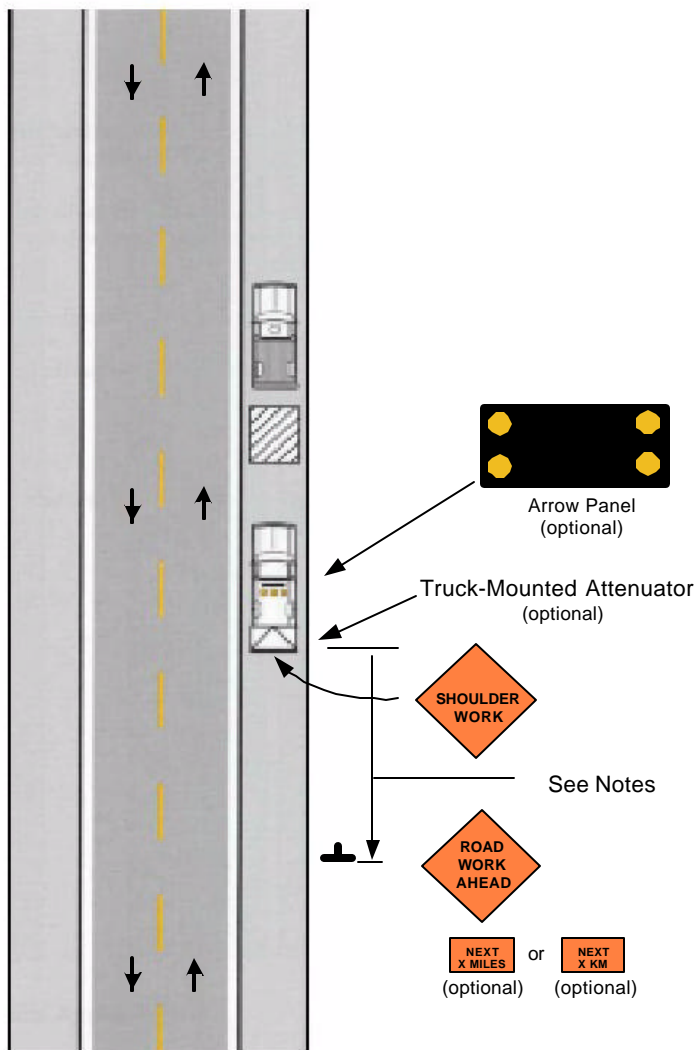 Arrow Panel
(optional)
Truck-Mounted Attenuator
(optional)
SHOULDER
WORK
See Notes
ROAD
WORK
AHEAD
NEXT
X MILES
or
NEXT
X KM
(optional)
(optional)